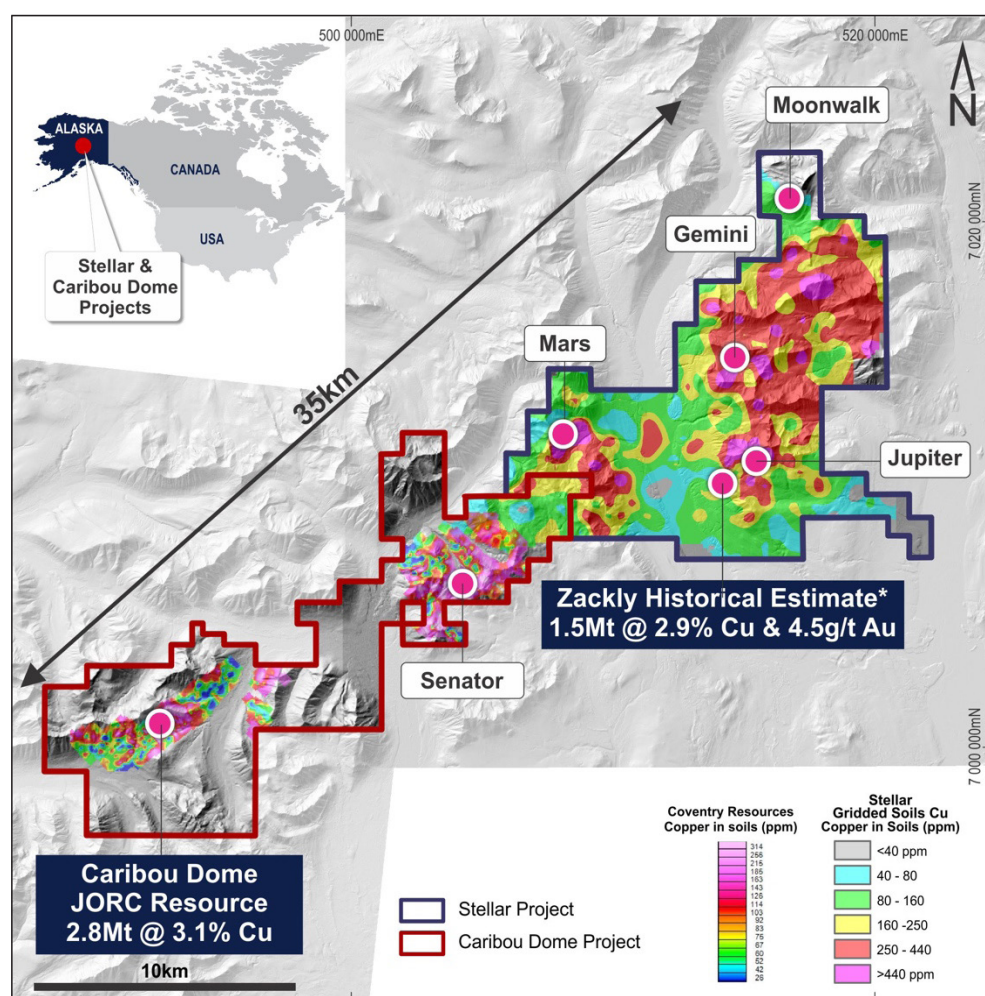 500 000mE
520 000mE
N
ALASKA
CANADA
USA
Stellar &
Caribou Dome
Projects
Moonwalk
7 020 000mN
Gemini
Mars
35km
Jupiter
Zackly Historical Estimate*
1.5Mt @ 2.9% Cu & 4.5g/t Au
Senator
7 000 000mN
Caribou Dome
JORC Resource
2.8Mt @ 3.1% Cu
10km
Stellar Project
Caribou Dome Project
Coventry Resources
Copper in soils (ppm)
314
255
215
185
163
143
126
114
103
92
83
75
67
60
52
42
26
Stellar
Gridded Soils Cu
Copper in Soils (ppm)
<40 ppm
40 - 80
80 - 160
160 -250
250 - 440
>440 ppm